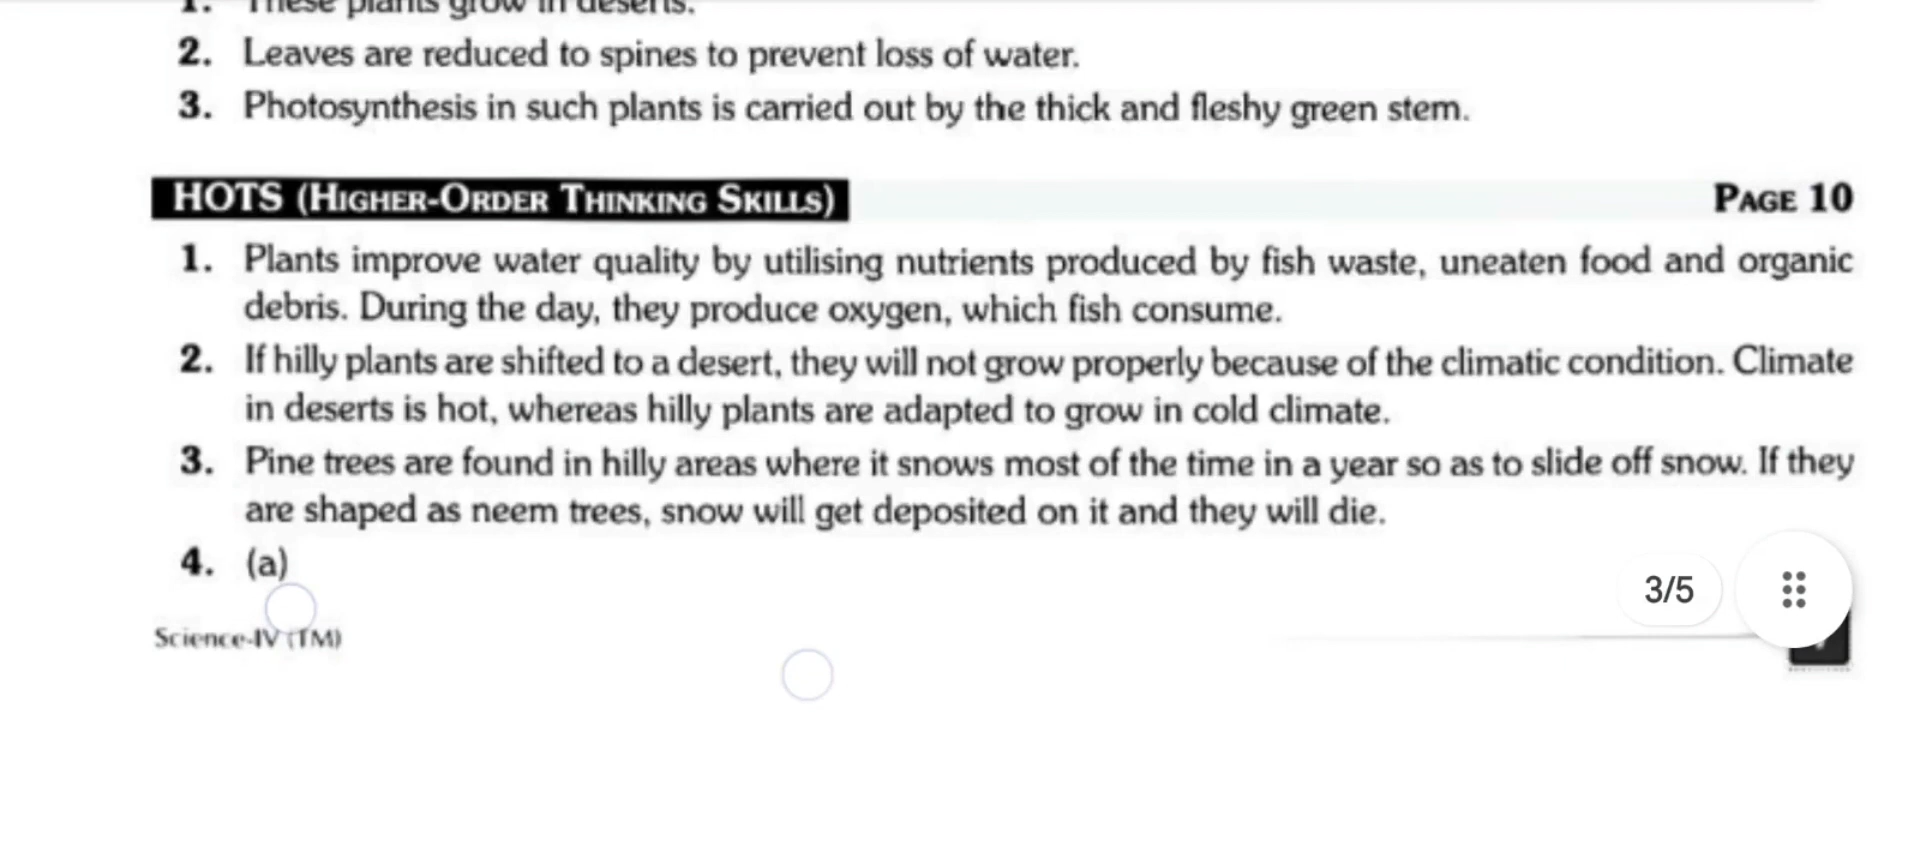 1. These plants grow in deserts.
2. Leaves are reduced to spines to prevent loss of water.
3. Photosynthesis in such plants is carried out by the thick and fleshy green stem.
HOTS (HIGHER-ORDER THINKING SKILLS) PAGE 10
1. Plants improve water quality by utilising nutrients produced by fish waste, uneaten food and organic
debris. During the day, they produce oxygen, which fish consume.
2. If hilly plants are shifted to a desert, they will not grow properly because of the climatic condition. Climate
in deserts is hot, whereas hilly plants are adapted to grow in cold climate.
3. Pine trees are found in hilly areas where it snows most of the time in a year so as to slide off snow. If they
are shaped as neem trees, snow will get deposited on it and they will die.
4. (a)
3/5
Science-IV (TM)